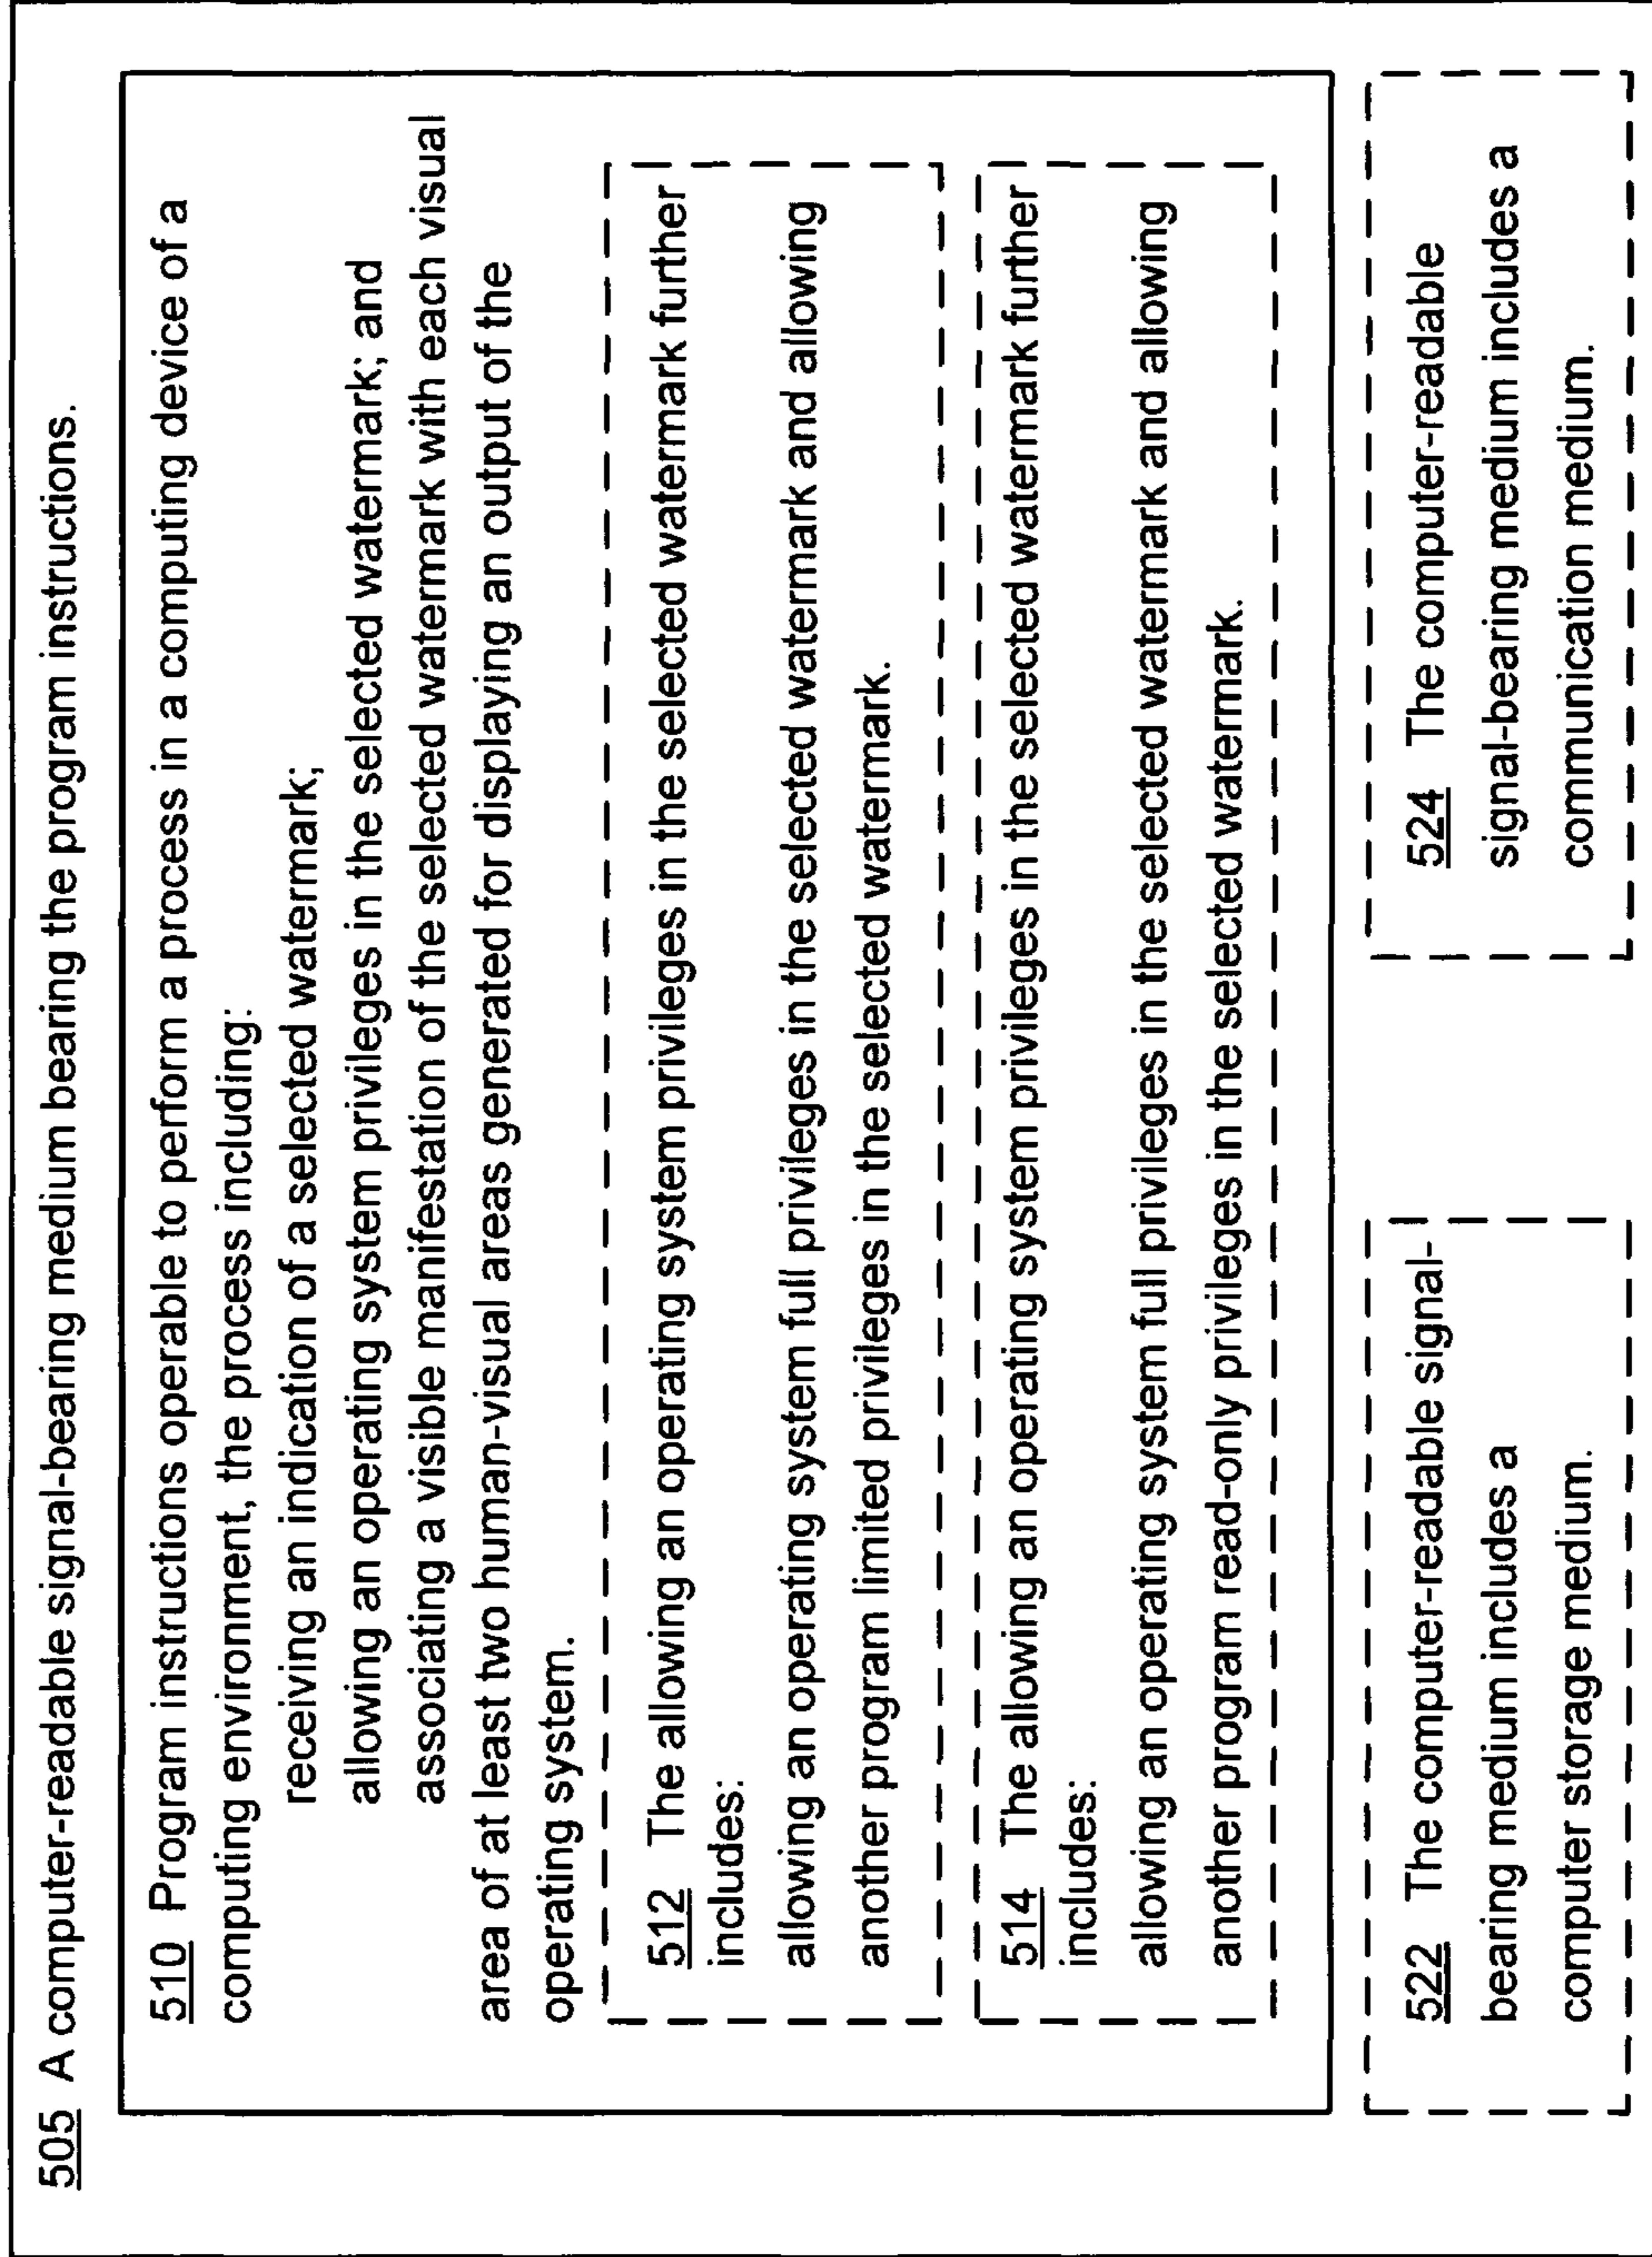 505 A computer-readable signal-bearing medium bearing the program instructions.
510 Program instructions operable to perform a process in a computing device of a
computing environment, the process including:
receiving an indication of a selected watermark;
allowing an operating system privileges in the selected watermark; and
associating a visible manifestation of the selected watermark with each visual
area of at least two human-visual areas generated for displaying an output of the
operating system.
512 The allowing an operating system privileges in the selected watermark further
includes:
allowing an operating system full privileges in the selected watermark and allowing
another program limited privileges in the selected watermark.
514 The allowing an operating system privileges in the selected watermark further
includes:
allowing an operating system full privileges in the selected watermark and allowing
another program read-only privileges in the selected watermark.
522 The computer-readable signal-
bearing medium includes a
computer storage medium.
524 The computer-readable
signal-bearing medium includes a
communication medium.